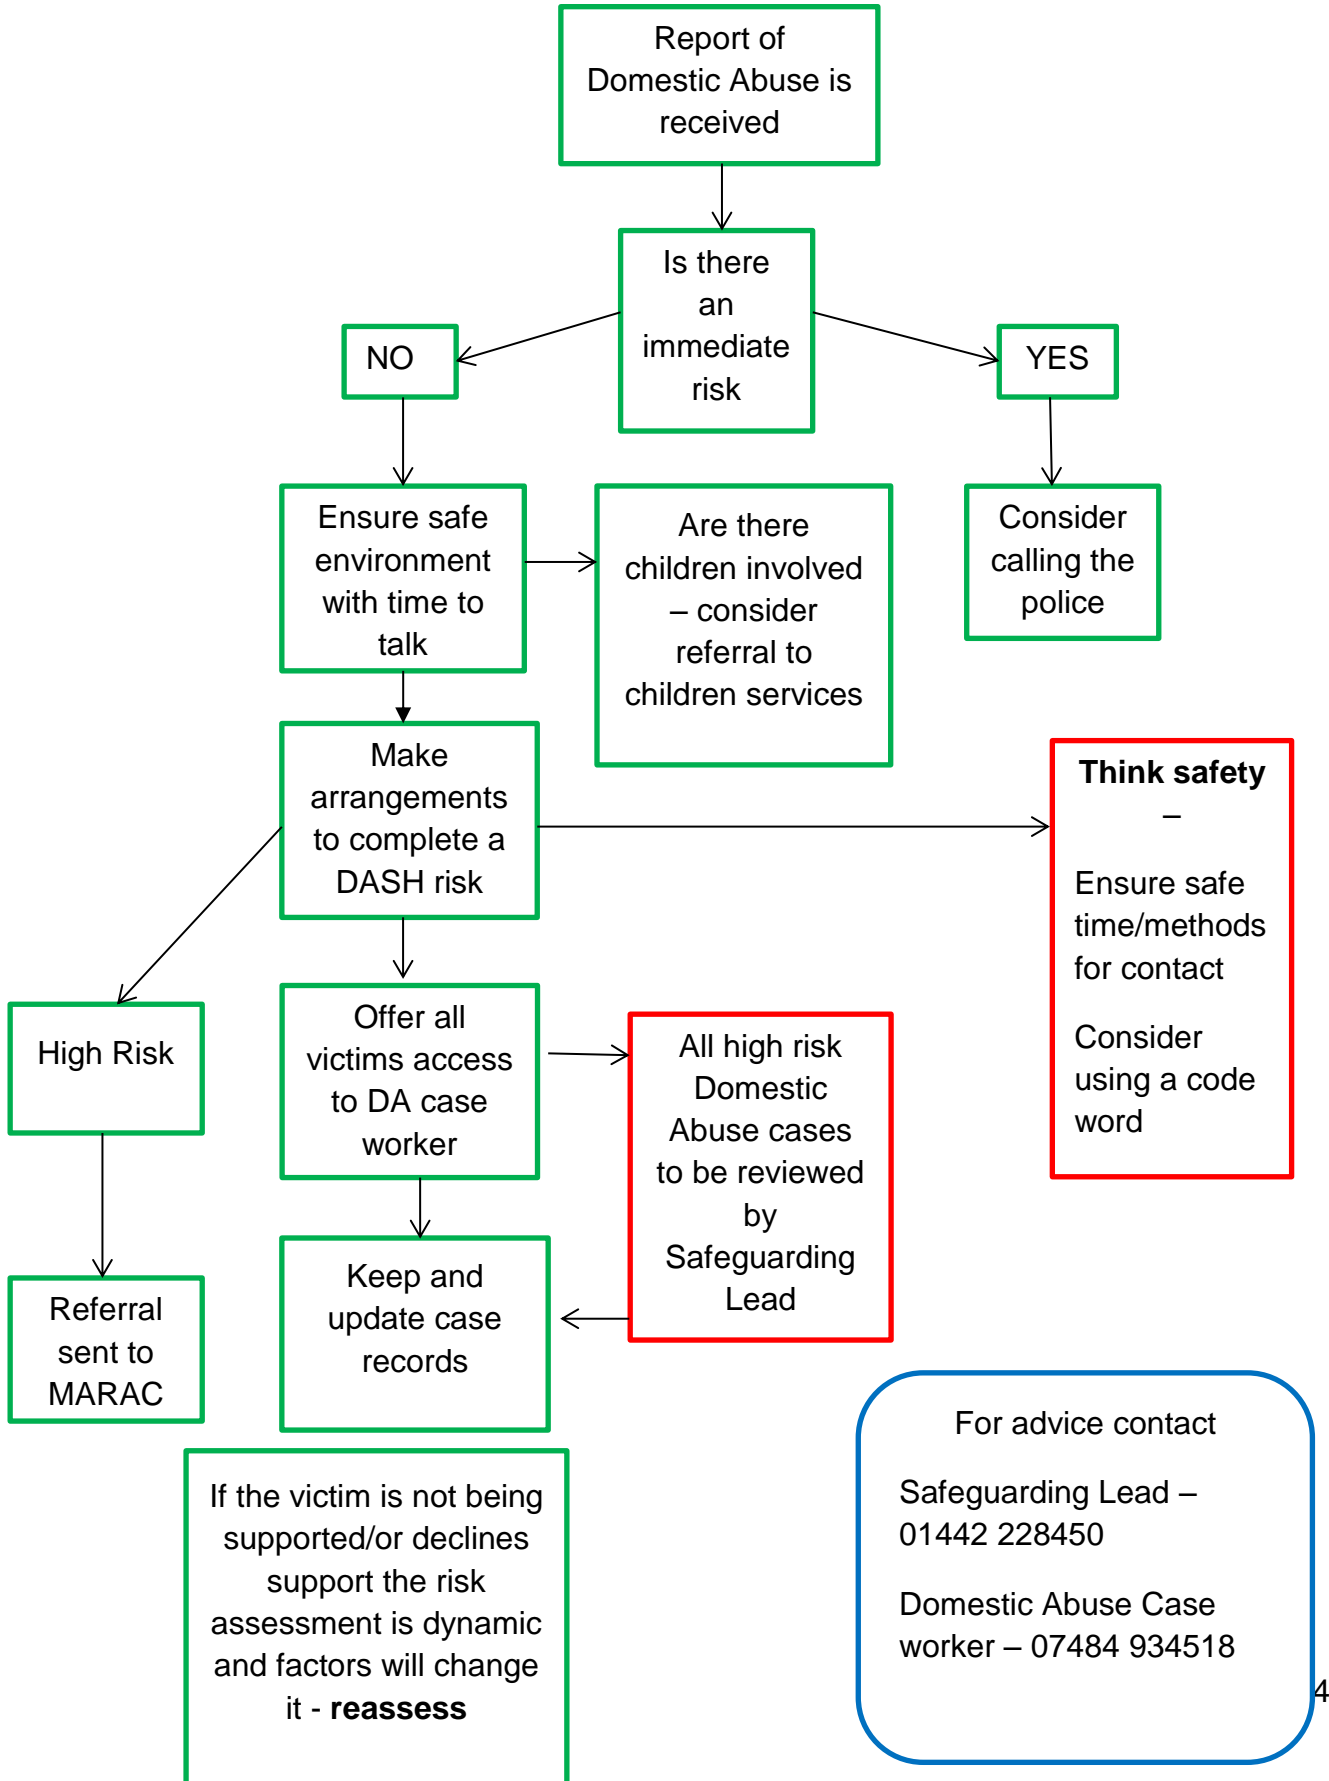 Report of
Domestic Abuse is
received
Is there
an
immediate
risk
NO
YES
Ensure safe
environment
with time to
talk
Are there
children involved
– consider
referral to
children services
Consider
calling the
police
Make
arrangements
to complete a
DASH risk
Think safety
–
Ensure safe
time/methods
for contact
Consider
using a code
word
High Risk
Offer all
victims access
to DA case
worker
All high risk
Domestic
Abuse cases
to be reviewed
by
Safeguarding
Lead
Referral
sent to
MARAC
Keep and
update case
records
If the victim is not being
supported/or declines
support the risk
assessment is dynamic
and factors will change
it - reassess
For advice contact
Safeguarding Lead –
01442 228450
Domestic Abuse Case
worker – 07484 934518
4